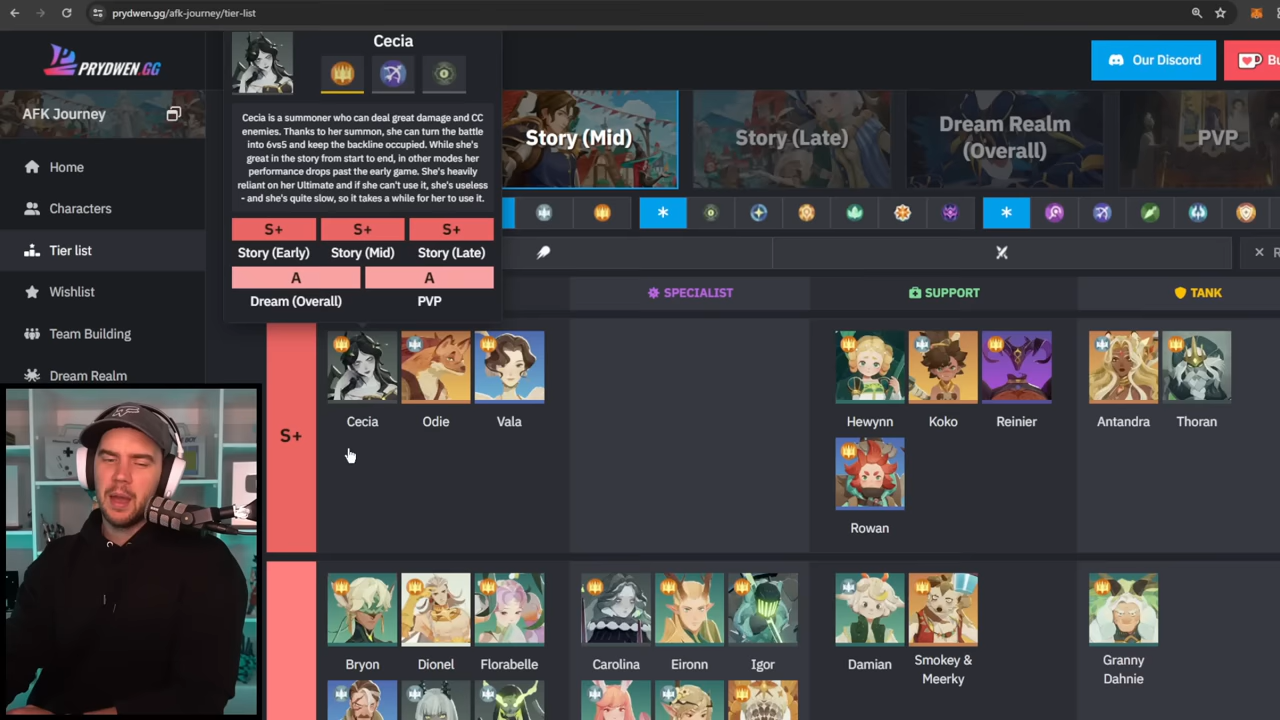 prydwen.gg/afk-journey/tier-list
PRYDWEN.GG
Our Discord
Bu
AFK Journey
Home
Characters
Tier list
Wishlist
Team Building
Dream Realm
Cecia
Cecia is a summoner who can deal great damage and CC
enemies. Thanks to her summon, she can turn the battle
into 6vs5 and keep the backline occupied. While she's
great in the story from start to end, in other modes her
performance drops past the early game. She's heavily
reliant on her Ultimate and if she can't use it, she's useless
- and she's quite slow, so it takes a while for her to use it.
S+ S+ S+
Story (Early) Story (Mid) Story (Late)
A A
Dream (Overall) PVP
Story (Mid)
Story (Late)
Dream Realm
(Overall)
PVP
R
SPECIALIST SUPPORT TANK
S+
Cecia Odie Vala Hewynn Koko Reinier Antandra Thoran
Rowan
Bryon Dionel Florabelle Carolina Eironn Igor Damian Smokey &
Meerky
Granny
Dahnie